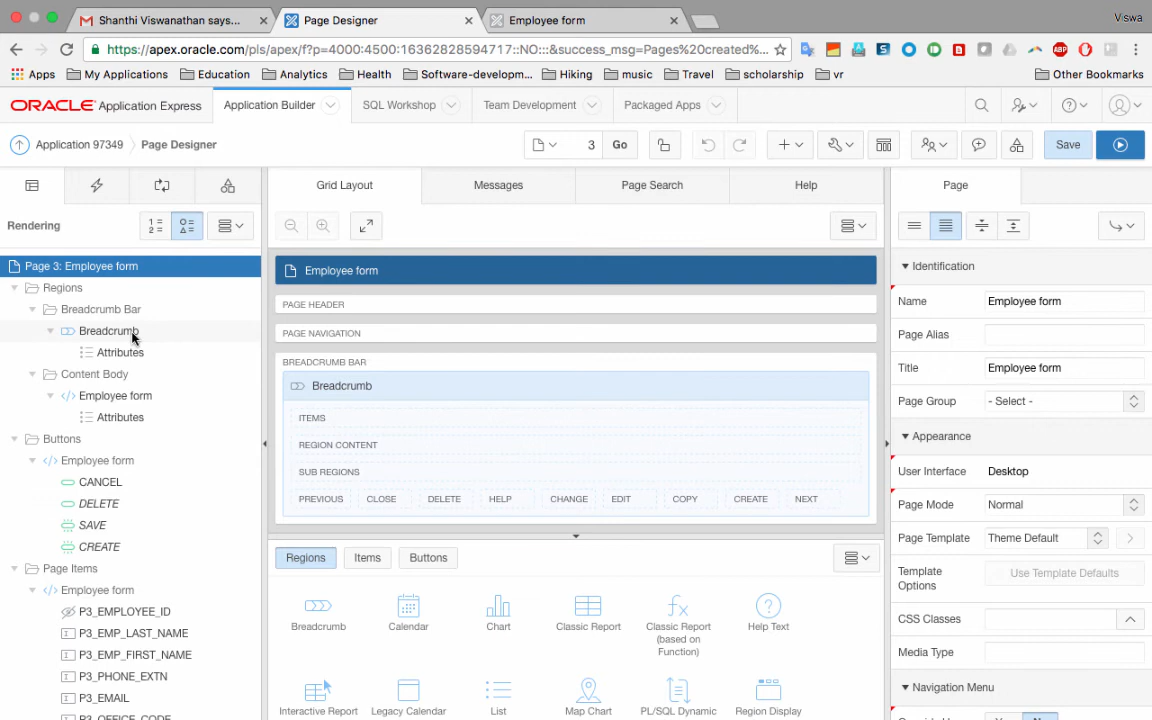 Shanthi Viswanathan says...
Page Designer
Employee form
Viswa
https://apex.oracle.com/pls/apex/f?p=4000:4500:16362828594717::NO:::&success_msg=Pages%20created%...
Apps
My Applications
Education
Analytics
Health
Software-developm...
Hiking
music
Travel
scholarship
vr
Other Bookmarks
ORACLE Application Express
Application Builder
SQL Workshop
Team Development
Packaged Apps
Application 97349
Page Designer
3
Go
Save
Grid Layout
Messages
Page Search
Help
Page
Rendering
Page 3: Employee form
Regions
Breadcrumb Bar
Breadcrumb
Attributes
Content Body
Employee form
Attributes
Buttons
Employee form
CANCEL
DELETE
SAVE
CREATE
Page Items
Employee form
P3_EMPLOYEE_ID
P3_EMP_LAST_NAME
P3_EMP_FIRST_NAME
P3_PHONE_EXTN
P3_EMAIL
P3_OFFICE_CODE
Employee form
PAGE HEADER
PAGE NAVIGATION
BREADCRUMB BAR
Breadcrumb
ITEMS
REGION CONTENT
SUB REGIONS
PREVIOUS CLOSE DELETE HELP CHANGE EDIT COPY CREATE NEXT
Regions
Items
Buttons
Breadcrumb
Calendar
Chart
Classic Report
Classic Report
(based on
Function)
Help Text
Interactive Report
Legacy Calendar
List
Map Chart
PL/SQL Dynamic
Region Display
Identification
Name Employee form
Page Alias
Title Employee form
Page Group - Select -
Appearance
User Interface Desktop
Page Mode Normal
Page Template Theme Default
Template
Options
Use Template Defaults
CSS Classes
Media Type
Navigation Menu